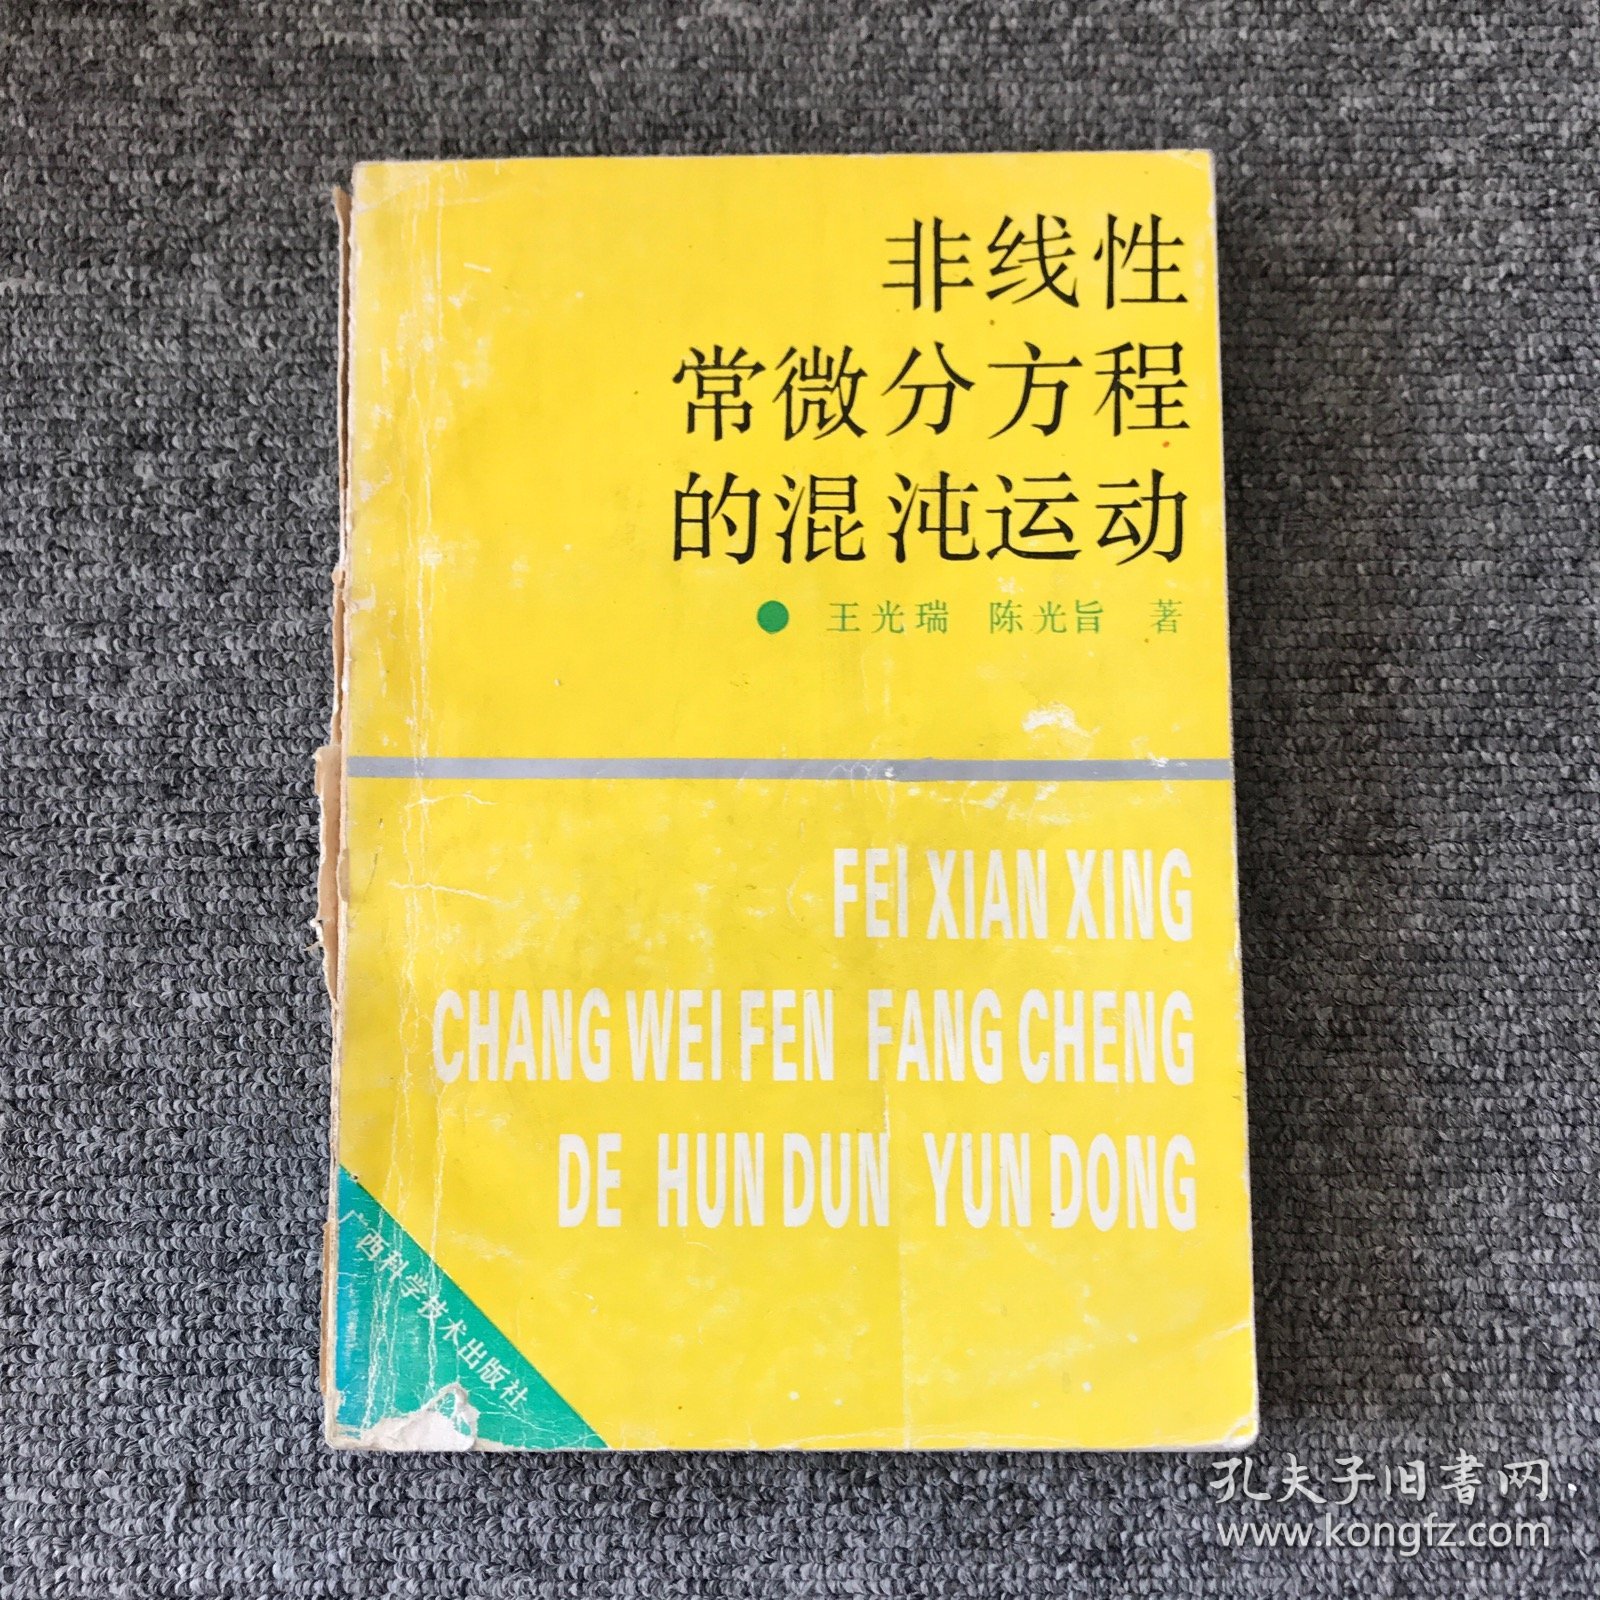 非线性
常微分方程
的混沌运动
● 王光瑞 陈光旨 著
FEI XIAN XING
CHANG WEI FEN FANG CHENG
DE HUN DUN YUN DONG
广西科学技术出版社
孔夫子旧书网
www.kongfz.com